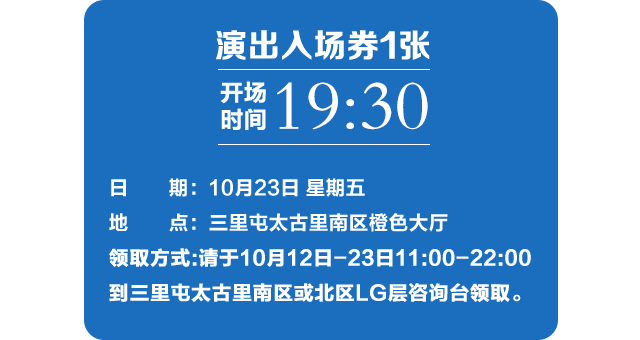 演出入场券1张
开场
时间 19:30
日　　期：10月23日 星期五
地　　点：三里屯太古里南区橙色大厅
领取方式:请于10月12日-23日11:00-22:00
到三里屯太古里南区或北区LG层咨询台领取。